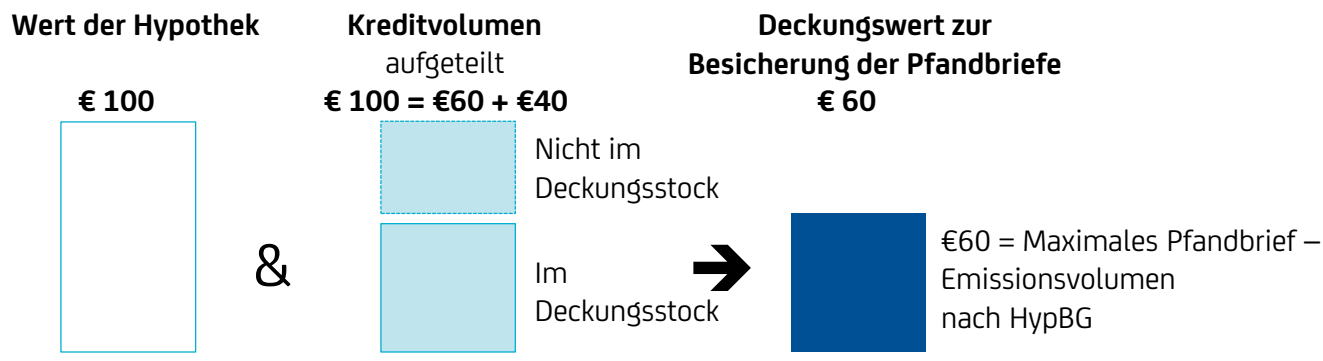 Wert der Hypothek
€ 100
Kreditvolumen
aufgeteilt
€ 100 = €60 + €40
Deckungswert zur
Besicherung der Pfandbriefe
€ 60
Nicht im
Deckungsstock
&
Im
Deckungsstock
€60 = Maximales Pfandbrief –
Emissionsvolumen
nach HypBG